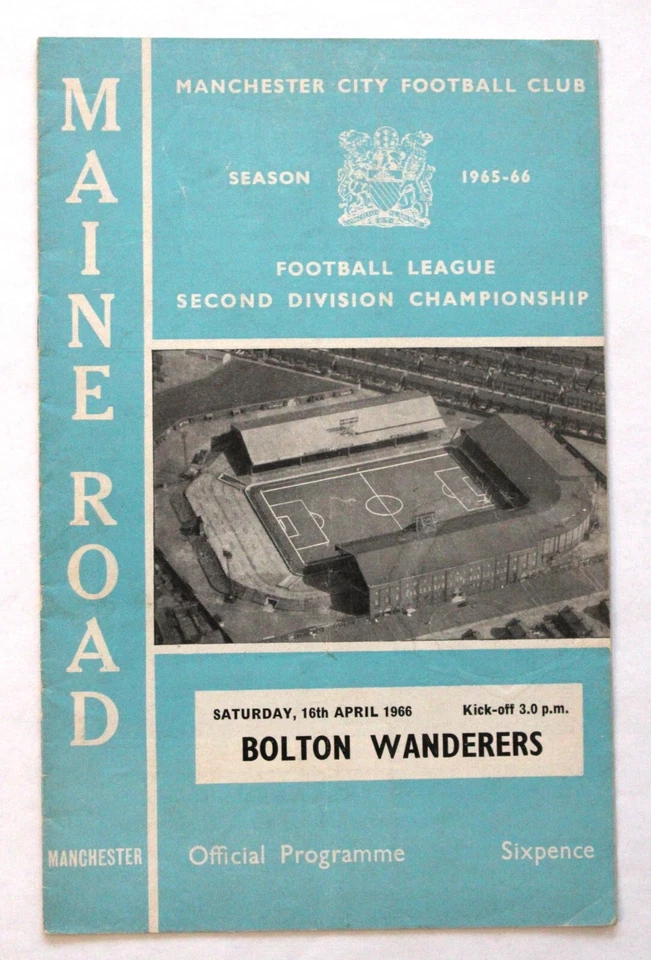 MAINE ROAD
MANCHESTER
MANCHESTER CITY FOOTBALL CLUB
SEASON 1965-66
FOOTBALL LEAGUE
SECOND DIVISION CHAMPIONSHIP
SATURDAY, 16th APRIL 1966 Kick-off 3.0 p.m.
BOLTON WANDERERS
Official Programme Sixpence